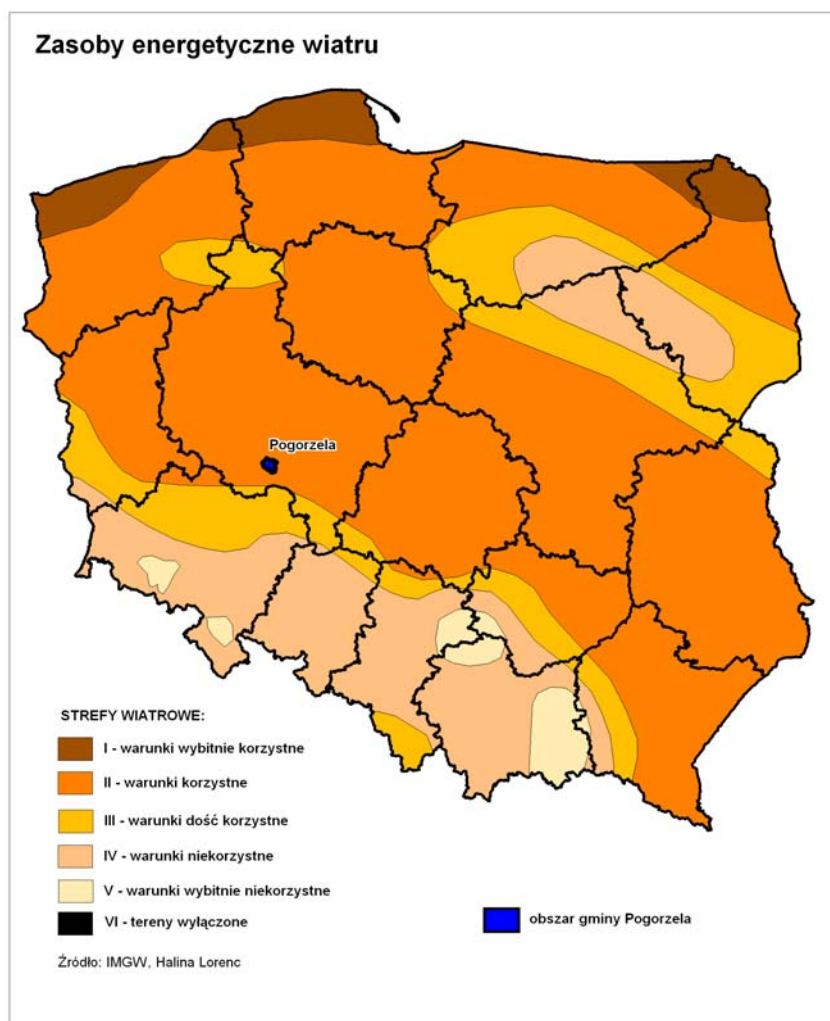 Zasoby energetyczne wiatru
Pogorzela
STREFY WIATROWE:
I - warunki wybitnie korzystne
II - warunki korzystne
III - warunki dość korzystne
IV - warunki niekorzystne
V - warunki wybitnie niekorzystne
VI - tereny wyłączone
obszar gminy Pogorzela
Źródło: IMGW, Halina Lorenc